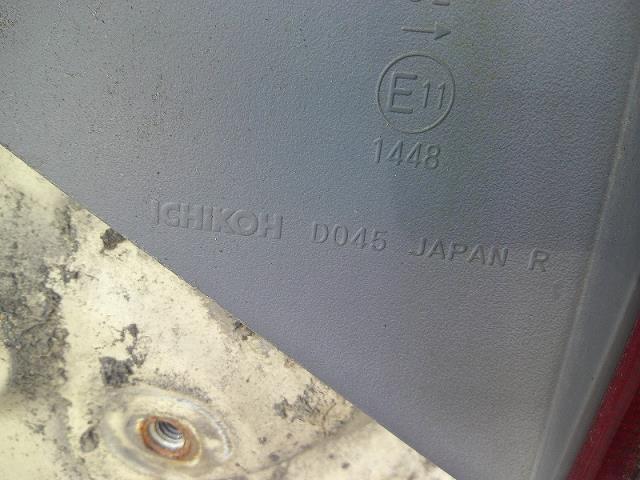 →
E11
1448
ICHIKOH D045 JAPAN R